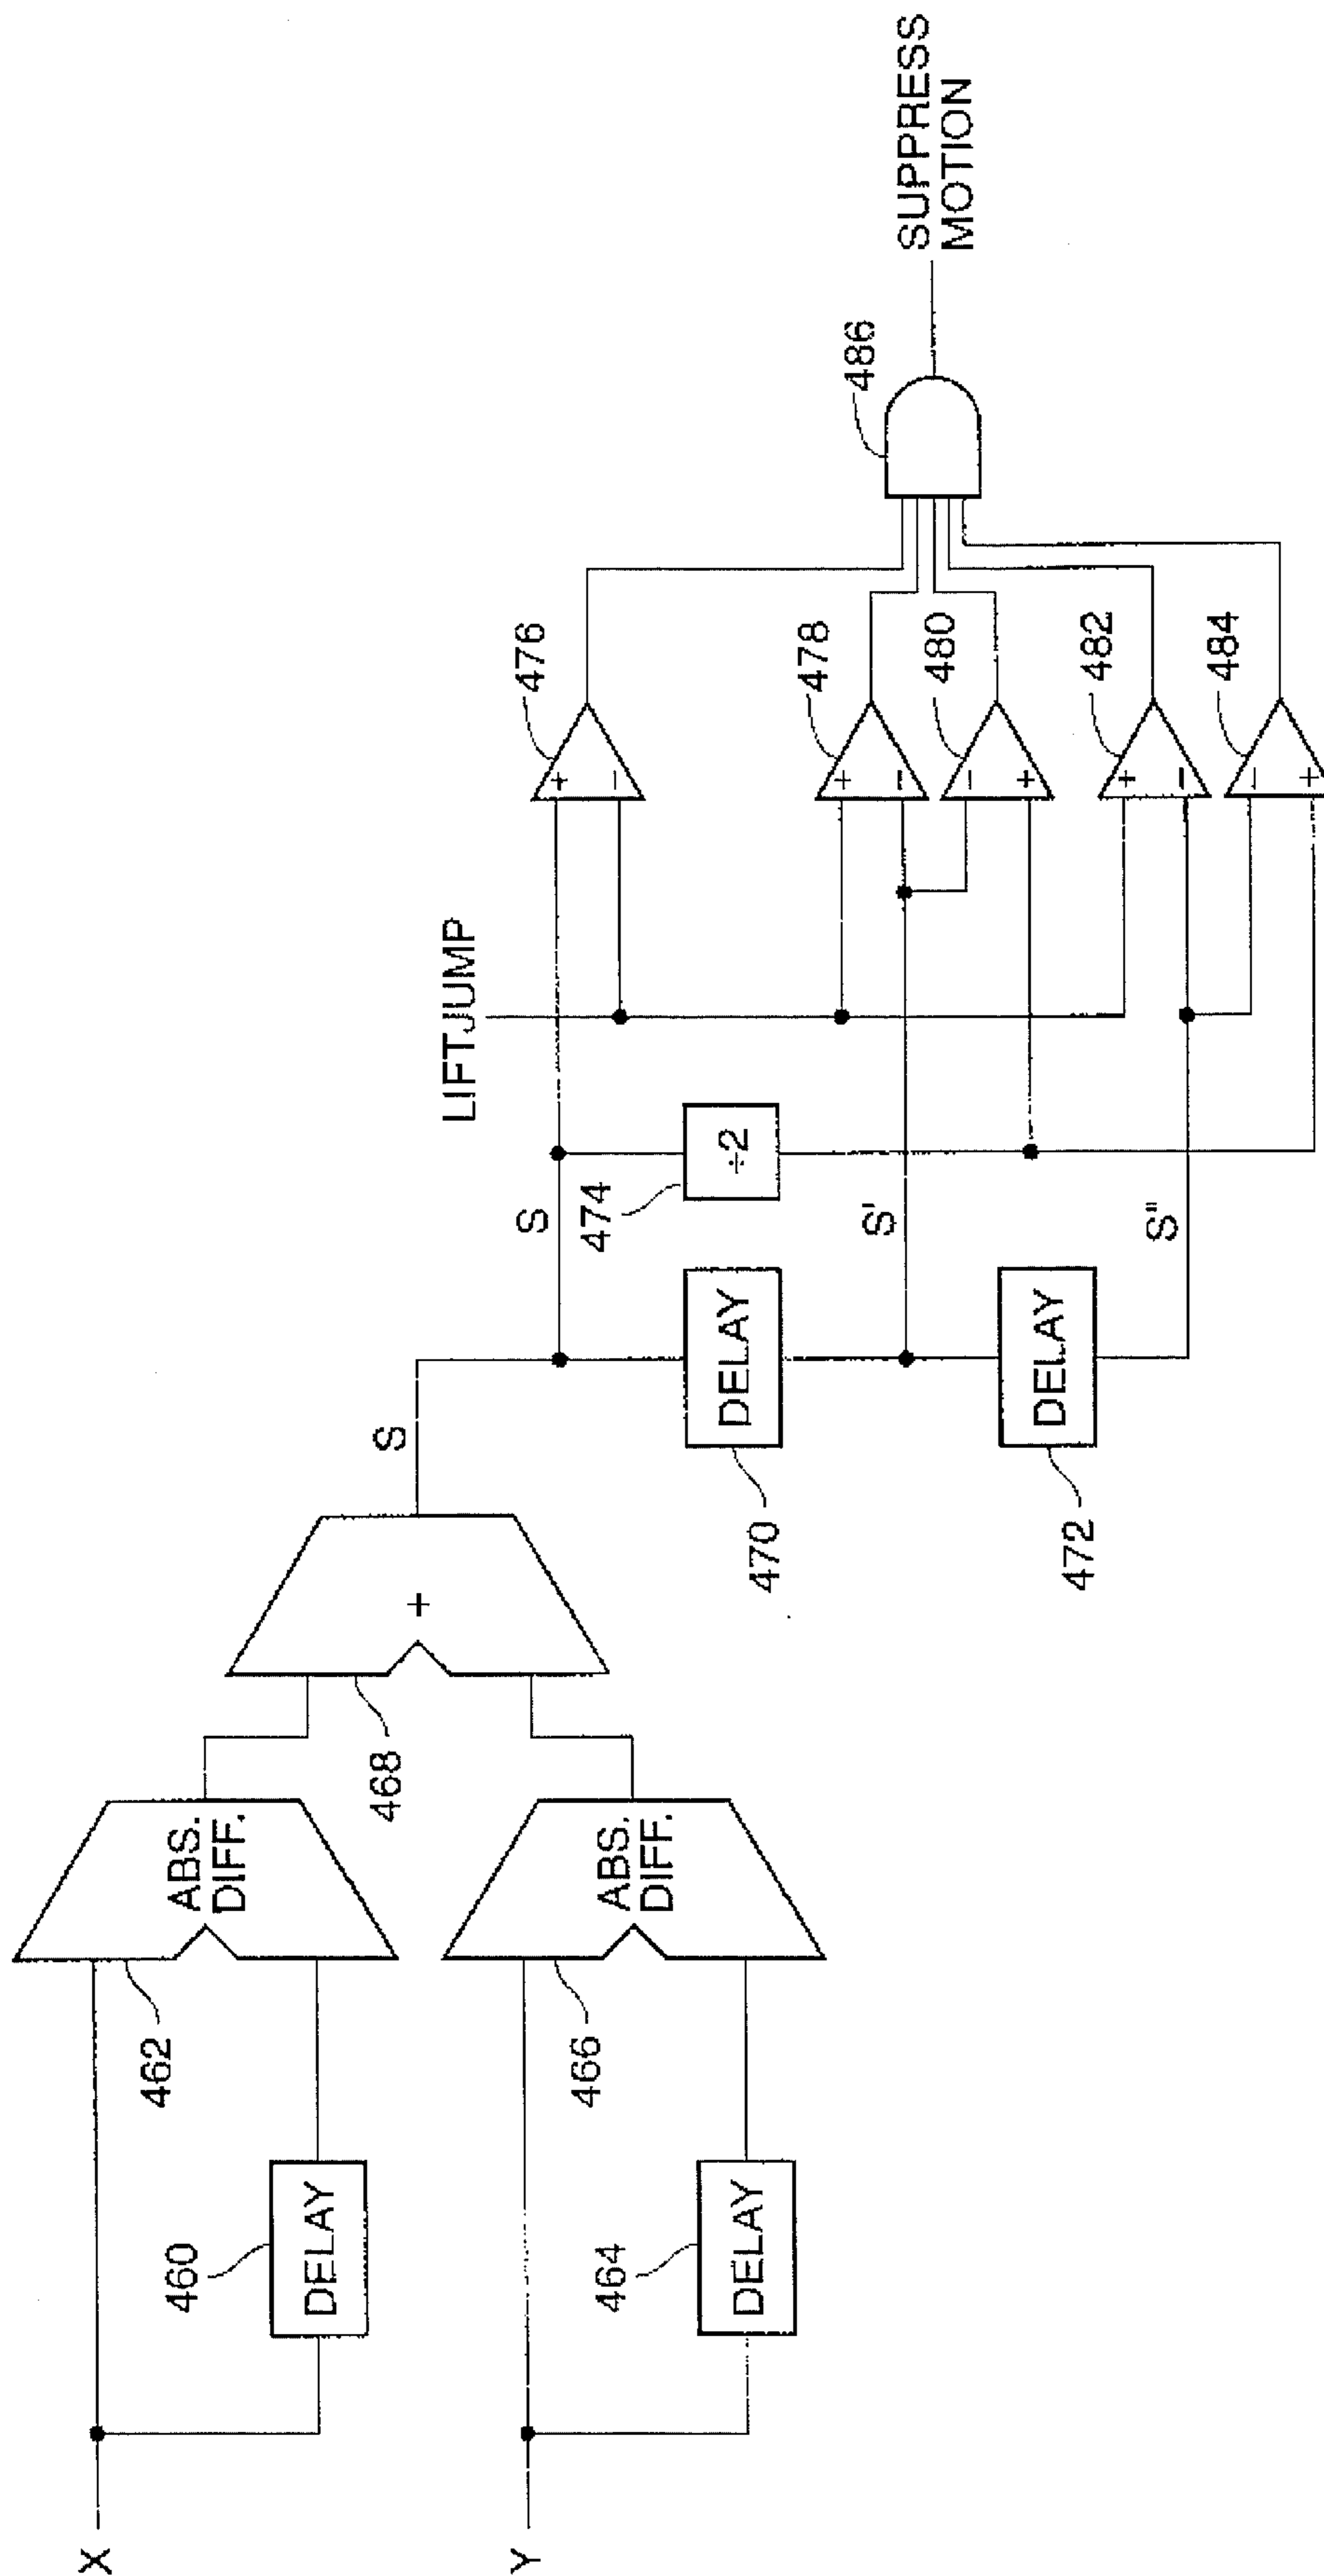 X
460
DELAY
462
ABS.
DIFF.
Y
464
DELAY
466
ABS.
DIFF.
468
+
S
S
470
DELAY
S'
472
DELAY
S"
474
÷2
LIFTJUMP
476
+
−
478
+
−
480
−
+
482
+
−
484
−
+
486
SUPPRESS
MOTION